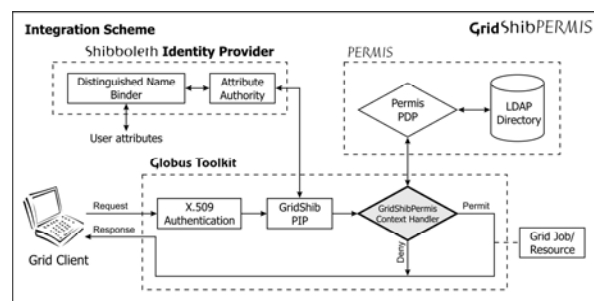 Integration Scheme
GridShibPERMIS
Shibboleth Identity Provider
PERMIS
Distinguished Name
Binder
Attribute
Authority
Permis
PDP
LDAP
Directory
User attributes
Globus Toolkit
Request
X.509
Authentication
GridShib
PIP
GridShibPermis
Context Handler
Permit
Response
Deny
Grid Job/
Resource
Grid Client